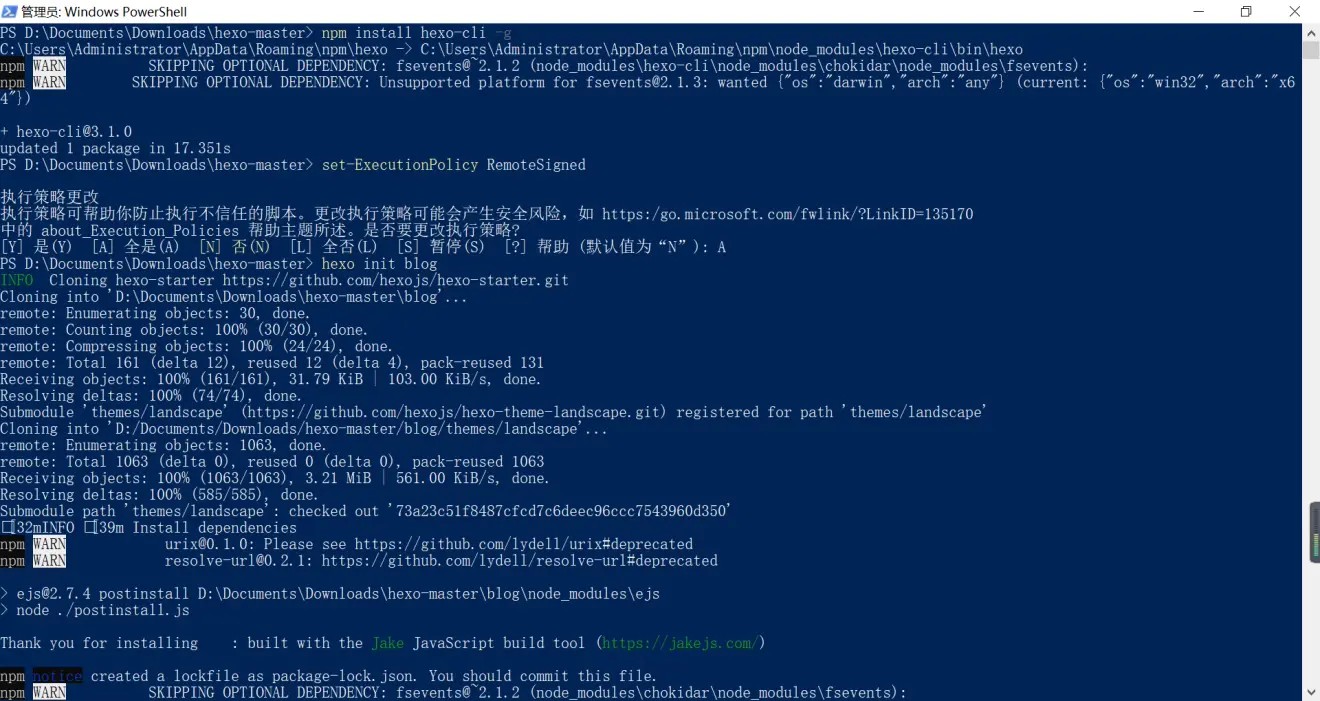 管理员: Windows PowerShell
PS D:\Documents\Downloads\hexo-master> npm install hexo-cli -g
C:\Users\Administrator\AppData\Roaming\npm\hexo -> C:\Users\Administrator\AppData\Roaming\npm\node_modules\hexo-cli\bin\hexo
npm WARN SKIPPING OPTIONAL DEPENDENCY: fsevents@~2.1.2 (node_modules\hexo-cli\node_modules\chokidar\node_modules\fsevents):
npm WARN SKIPPING OPTIONAL DEPENDENCY: Unsupported platform for fsevents@2.1.3: wanted {"os":"darwin","arch":"any"} (current: {"os":"win32","arch":"x6
4"})
+ hexo-cli@3.1.0
updated 1 package in 17.351s
PS D:\Documents\Downloads\hexo-master> set-ExecutionPolicy RemoteSigned
执行策略更改
执行策略可帮助你防止执行不信任的脚本。更改执行策略可能会产生安全风险，如 https:/go.microsoft.com/fwlink/?LinkID=135170
中的 about_Execution_Policies 帮助主题所述。是否要更改执行策略?
[Y] 是(Y)  [A] 全是(A)  [N] 否(N)  [L] 全否(L)  [S] 暂停(S)  [?] 帮助 (默认值为“N”): A
PS D:\Documents\Downloads\hexo-master> hexo init blog
INFO  Cloning hexo-starter https://github.com/hexojs/hexo-starter.git
Cloning into 'D:\Documents\Downloads\hexo-master\blog'...
remote: Enumerating objects: 30, done.
remote: Counting objects: 100% (30/30), done.
remote: Compressing objects: 100% (24/24), done.
remote: Total 161 (delta 12), reused 12 (delta 4), pack-reused 131
Receiving objects: 100% (161/161), 31.79 KiB | 103.00 KiB/s, done.
Resolving deltas: 100% (74/74), done.
Submodule 'themes/landscape' (https://github.com/hexojs/hexo-theme-landscape.git) registered for path 'themes/landscape'
Cloning into 'D:/Documents/Downloads/hexo-master/blog/themes/landscape'...
remote: Enumerating objects: 1063, done.
remote: Total 1063 (delta 0), reused 0 (delta 0), pack-reused 1063
Receiving objects: 100% (1063/1063), 3.21 MiB | 561.00 KiB/s, done.
Resolving deltas: 100% (585/585), done.
Submodule path 'themes/landscape': checked out '73a23c51f8487cfcd7c6deec96ccc7543960d350'
[32mINFO [39m Install dependencies
npm WARN urix@0.1.0: Please see https://github.com/lydell/urix#deprecated
npm WARN resolve-url@0.2.1: https://github.com/lydell/resolve-url#deprecated
> ejs@2.7.4 postinstall D:\Documents\Downloads\hexo-master\blog\node_modules\ejs
> node ./postinstall.js
Thank you for installing : built with the Jake JavaScript build tool (https://jakejs.com/)
npm notice created a lockfile as package-lock.json. You should commit this file.
npm WARN SKIPPING OPTIONAL DEPENDENCY: fsevents@~2.1.2 (node_modules\chokidar\node_modules\fsevents):